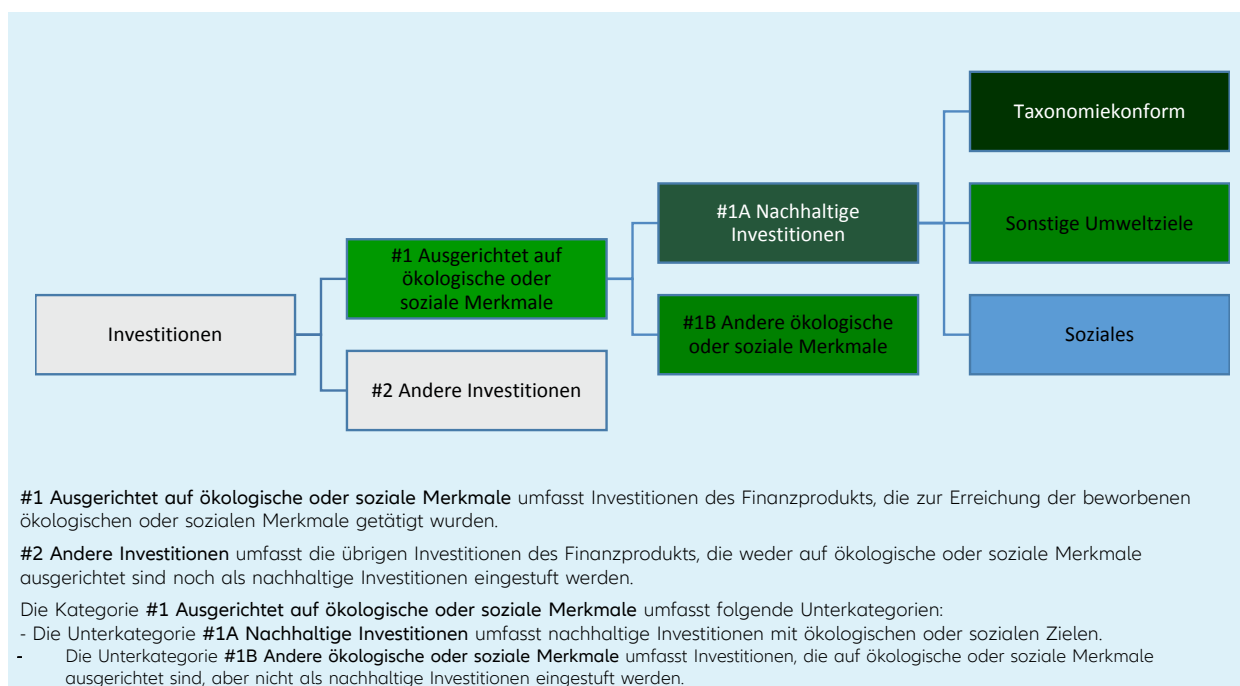 Taxonomiekonform
#1A Nachhaltige
Investitionen
Sonstige Umweltziele
#1 Ausgerichtet auf
ökologische oder
soziale Merkmale
Investitionen
#1B Andere ökologische
oder soziale Merkmale
Soziales
#2 Andere Investitionen
#1 Ausgerichtet auf ökologische oder soziale Merkmale umfasst Investitionen des Finanzprodukts, die zur Erreichung der beworbenen
ökologischen oder sozialen Merkmale getätigt wurden.
#2 Andere Investitionen umfasst die übrigen Investitionen des Finanzprodukts, die weder auf ökologische oder soziale Merkmale
ausgerichtet sind noch als nachhaltige Investitionen eingestuft werden.
Die Kategorie #1 Ausgerichtet auf ökologische oder soziale Merkmale umfasst folgende Unterkategorien:
- Die Unterkategorie #1A Nachhaltige Investitionen umfasst nachhaltige Investitionen mit ökologischen oder sozialen Zielen.
- Die Unterkategorie #1B Andere ökologische oder soziale Merkmale umfasst Investitionen, die auf ökologische oder soziale Merkmale
ausgerichtet sind, aber nicht als nachhaltige Investitionen eingestuft werden.